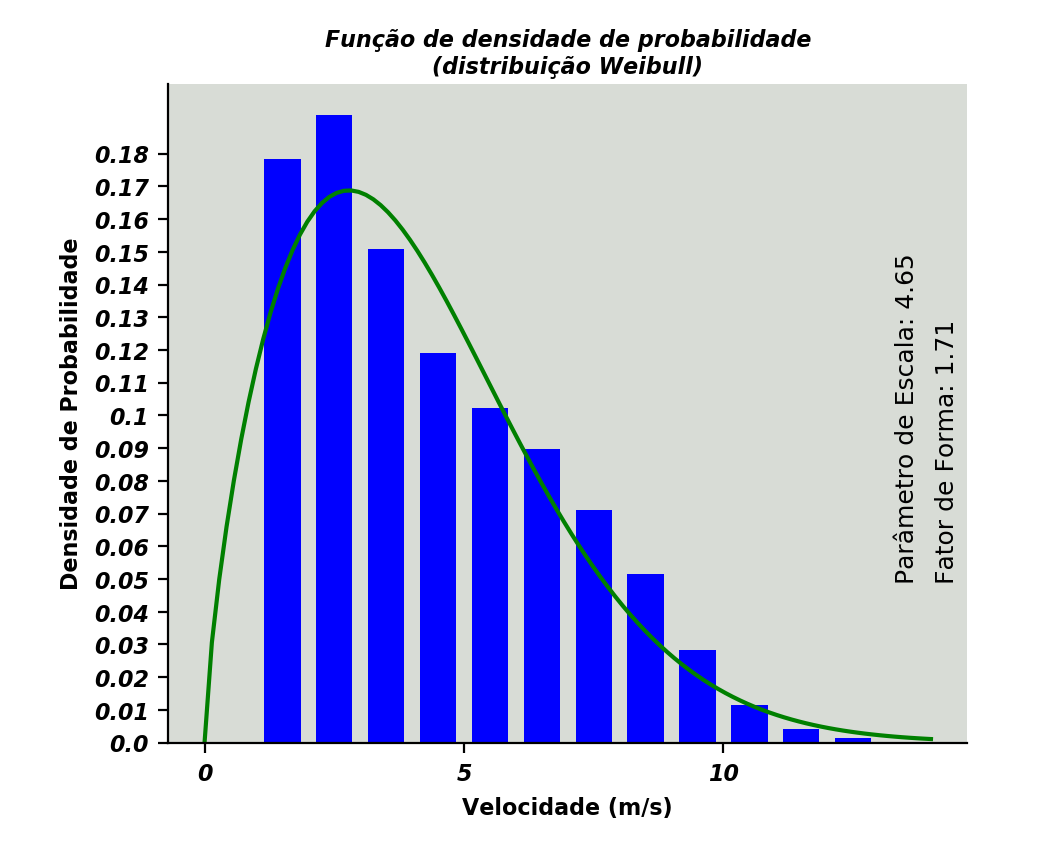 Função de densidade de probabilidade
(distribuição Weibull)
Densidade de Probabilidade
0.18
0.17
0.16
0.15
0.14
0.13
0.12
0.11
0.1
0.09
0.08
0.07
0.06
0.05
0.04
0.03
0.02
0.01
0.0
Parâmetro de Escala: 4.65
Fator de Forma: 1.71
0 5 10
Velocidade (m/s)